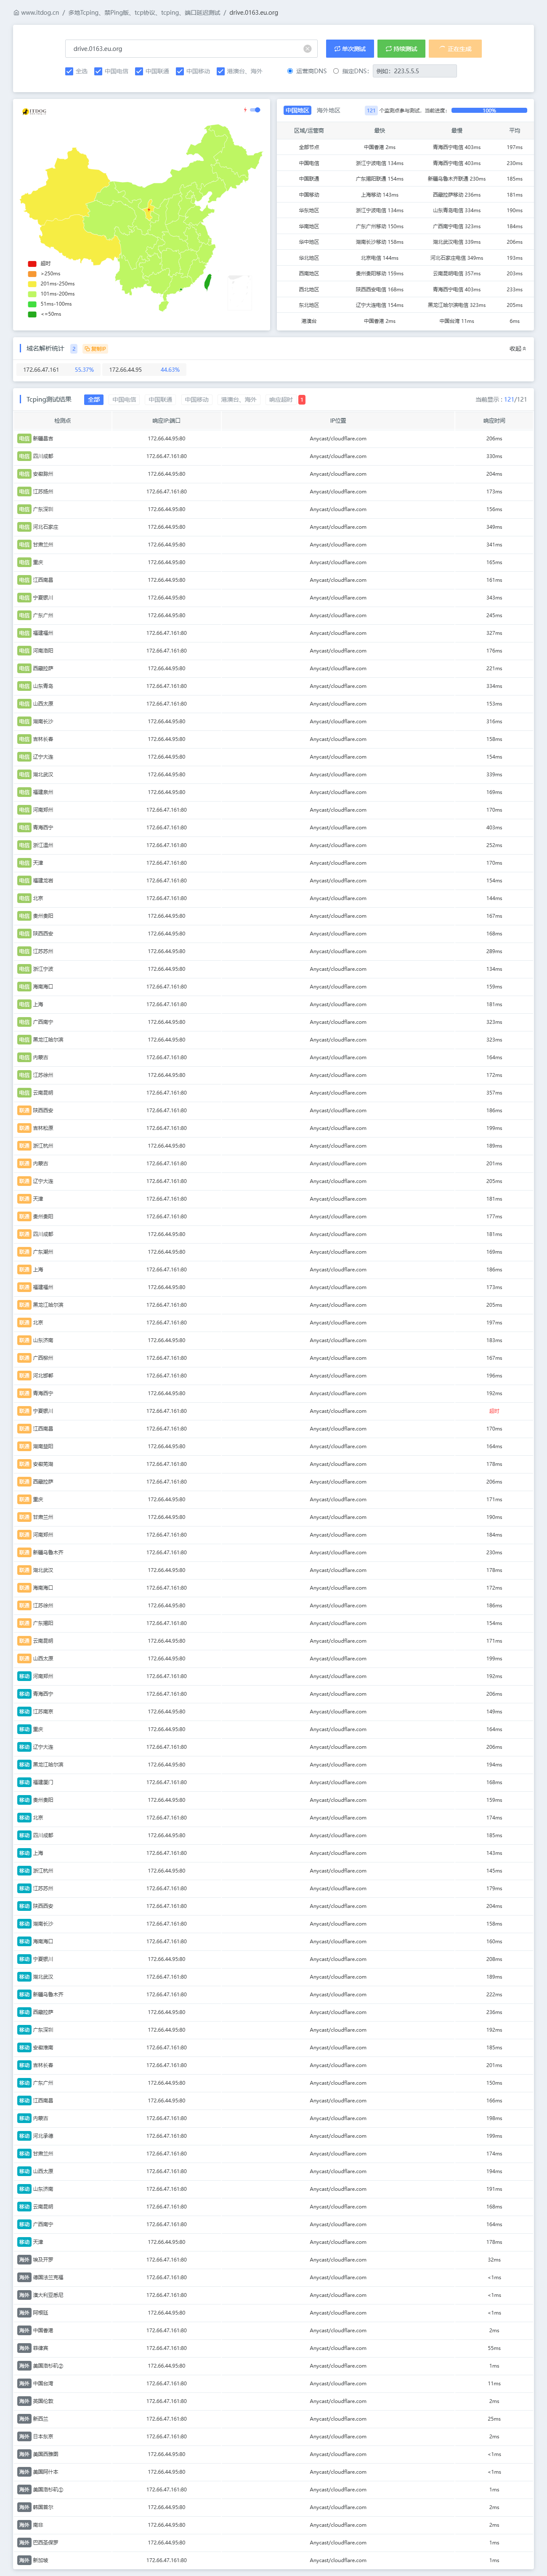 www.itdog.cn / 多地Tcping、禁Ping版、tcp协议、tcping、端口延迟测试 / drive.0163.eu.org
drive.0163.eu.org
单次测试 持续测试 正在生成
全选 中国电信 中国联通 中国移动 港澳台、海外 运营商DNS 指定DNS: 例如：223.5.5.5
ITDOG
超时
>250ms
201ms-250ms
101ms-200ms
51ms-100ms
<=50ms
中国地区 海外地区 121 个监测点参与测试，当前进度： 100%
区域/运营商 最快 最慢 平均
全部节点 中国香港 2ms 青海西宁电信 403ms 197ms
中国电信 浙江宁波电信 134ms 青海西宁电信 403ms 230ms
中国联通 广东揭阳联通 154ms 新疆乌鲁木齐联通 230ms 185ms
中国移动 上海移动 143ms 西藏拉萨移动 236ms 181ms
华东地区 浙江宁波电信 134ms 山东青岛电信 334ms 190ms
华南地区 广东广州移动 150ms 广西南宁电信 323ms 184ms
华中地区 湖南长沙移动 158ms 湖北武汉电信 339ms 206ms
华北地区 北京电信 144ms 河北石家庄电信 349ms 193ms
西南地区 贵州贵阳移动 159ms 云南昆明电信 357ms 203ms
西北地区 陕西西安电信 168ms 青海西宁电信 403ms 233ms
东北地区 辽宁大连电信 154ms 黑龙江哈尔滨电信 323ms 205ms
港澳台 中国香港 2ms 中国台湾 11ms 6ms
域名解析统计 2 复制IP 收起
172.66.47.161 55.37% 172.66.44.95 44.63%
Tcping测试结果 全部 中国电信 中国联通 中国移动 港澳台、海外 响应超时 1 当前显示：121/121
检测点 响应IP:端口 IP位置 响应时间
电信 新疆昌吉 172.66.44.95:80 Anycast/cloudflare.com 206ms
电信 四川成都 172.66.47.161:80 Anycast/cloudflare.com 330ms
电信 安徽滁州 172.66.44.95:80 Anycast/cloudflare.com 204ms
电信 江苏扬州 172.66.47.161:80 Anycast/cloudflare.com 173ms
电信 广东深圳 172.66.44.95:80 Anycast/cloudflare.com 156ms
电信 河北石家庄 172.66.44.95:80 Anycast/cloudflare.com 349ms
电信 甘肃兰州 172.66.47.161:80 Anycast/cloudflare.com 341ms
电信 重庆 172.66.44.95:80 Anycast/cloudflare.com 165ms
电信 江西南昌 172.66.44.95:80 Anycast/cloudflare.com 161ms
电信 宁夏银川 172.66.44.95:80 Anycast/cloudflare.com 343ms
电信 广东广州 172.66.44.95:80 Anycast/cloudflare.com 245ms
电信 福建福州 172.66.47.161:80 Anycast/cloudflare.com 327ms
电信 河南洛阳 172.66.47.161:80 Anycast/cloudflare.com 176ms
电信 西藏拉萨 172.66.44.95:80 Anycast/cloudflare.com 221ms
电信 山东青岛 172.66.44.95:80 Anycast/cloudflare.com 334ms
电信 山西太原 172.66.47.161:80 Anycast/cloudflare.com 153ms
电信 湖南长沙 172.66.44.95:80 Anycast/cloudflare.com 316ms
电信 吉林长春 172.66.47.161:80 Anycast/cloudflare.com 158ms
电信 辽宁大连 172.66.44.95:80 Anycast/cloudflare.com 154ms
电信 湖北武汉 172.66.44.95:80 Anycast/cloudflare.com 339ms
电信 福建泉州 172.66.47.161:80 Anycast/cloudflare.com 169ms
电信 河南郑州 172.66.47.161:80 Anycast/cloudflare.com 170ms
电信 青海西宁 172.66.47.161:80 Anycast/cloudflare.com 403ms
电信 浙江温州 172.66.44.95:80 Anycast/cloudflare.com 252ms
电信 天津 172.66.47.161:80 Anycast/cloudflare.com 170ms
电信 福建龙岩 172.66.47.161:80 Anycast/cloudflare.com 154ms
电信 北京 172.66.47.161:80 Anycast/cloudflare.com 144ms
电信 贵州贵阳 172.66.44.95:80 Anycast/cloudflare.com 167ms
电信 陕西西安 172.66.47.161:80 Anycast/cloudflare.com 168ms
电信 江苏苏州 172.66.44.95:80 Anycast/cloudflare.com 289ms
电信 浙江宁波 172.66.44.95:80 Anycast/cloudflare.com 134ms
电信 海南海口 172.66.47.161:80 Anycast/cloudflare.com 159ms
电信 上海 172.66.47.161:80 Anycast/cloudflare.com 181ms
电信 广西南宁 172.66.44.95:80 Anycast/cloudflare.com 323ms
电信 黑龙江哈尔滨 172.66.47.161:80 Anycast/cloudflare.com 323ms
电信 内蒙古 172.66.47.161:80 Anycast/cloudflare.com 164ms
电信 江苏徐州 172.66.44.95:80 Anycast/cloudflare.com 172ms
电信 云南昆明 172.66.47.161:80 Anycast/cloudflare.com 357ms
联通 陕西西安 172.66.47.161:80 Anycast/cloudflare.com 186ms
联通 吉林松原 172.66.47.161:80 Anycast/cloudflare.com 199ms
联通 浙江杭州 172.66.44.95:80 Anycast/cloudflare.com 189ms
联通 内蒙古 172.66.47.161:80 Anycast/cloudflare.com 201ms
联通 辽宁大连 172.66.47.161:80 Anycast/cloudflare.com 205ms
联通 天津 172.66.47.161:80 Anycast/cloudflare.com 181ms
联通 贵州贵阳 172.66.47.161:80 Anycast/cloudflare.com 177ms
联通 四川成都 172.66.47.161:80 Anycast/cloudflare.com 181ms
联通 广东潮州 172.66.44.95:80 Anycast/cloudflare.com 169ms
联通 上海 172.66.47.161:80 Anycast/cloudflare.com 186ms
联通 福建福州 172.66.47.161:80 Anycast/cloudflare.com 173ms
联通 黑龙江哈尔滨 172.66.47.161:80 Anycast/cloudflare.com 205ms
联通 北京 172.66.47.161:80 Anycast/cloudflare.com 197ms
联通 山东济南 172.66.44.95:80 Anycast/cloudflare.com 183ms
联通 广西柳州 172.66.44.95:80 Anycast/cloudflare.com 167ms
联通 河北邯郸 172.66.47.161:80 Anycast/cloudflare.com 196ms
联通 青海西宁 172.66.44.95:80 Anycast/cloudflare.com 192ms
联通 宁夏银川 172.66.47.161:80 Anycast/cloudflare.com 超时
联通 江西南昌 172.66.47.161:80 Anycast/cloudflare.com 170ms
联通 湖南益阳 172.66.47.161:80 Anycast/cloudflare.com 164ms
联通 安徽芜湖 172.66.47.161:80 Anycast/cloudflare.com 178ms
联通 西藏拉萨 172.66.47.161:80 Anycast/cloudflare.com 206ms
联通 重庆 172.66.44.95:80 Anycast/cloudflare.com 171ms
联通 甘肃兰州 172.66.44.95:80 Anycast/cloudflare.com 190ms
联通 河南郑州 172.66.47.161:80 Anycast/cloudflare.com 184ms
联通 新疆乌鲁木齐 172.66.47.161:80 Anycast/cloudflare.com 230ms
联通 湖北武汉 172.66.44.95:80 Anycast/cloudflare.com 178ms
联通 海南海口 172.66.47.161:80 Anycast/cloudflare.com 172ms
联通 江苏徐州 172.66.47.161:80 Anycast/cloudflare.com 186ms
联通 广东揭阳 172.66.47.161:80 Anycast/cloudflare.com 154ms
联通 云南昆明 172.66.44.95:80 Anycast/cloudflare.com 171ms
联通 山西太原 172.66.47.161:80 Anycast/cloudflare.com 199ms
移动 河南郑州 172.66.47.161:80 Anycast/cloudflare.com 192ms
移动 青海西宁 172.66.47.161:80 Anycast/cloudflare.com 206ms
移动 江苏南京 172.66.47.161:80 Anycast/cloudflare.com 149ms
移动 重庆 172.66.44.95:80 Anycast/cloudflare.com 164ms
移动 辽宁大连 172.66.47.161:80 Anycast/cloudflare.com 206ms
移动 黑龙江哈尔滨 172.66.47.161:80 Anycast/cloudflare.com 194ms
移动 福建厦门 172.66.47.161:80 Anycast/cloudflare.com 168ms
移动 贵州贵阳 172.66.44.95:80 Anycast/cloudflare.com 159ms
移动 北京 172.66.47.161:80 Anycast/cloudflare.com 174ms
移动 四川成都 172.66.47.161:80 Anycast/cloudflare.com 185ms
移动 上海 172.66.47.161:80 Anycast/cloudflare.com 143ms
移动 浙江杭州 172.66.47.161:80 Anycast/cloudflare.com 145ms
移动 江苏苏州 172.66.47.161:80 Anycast/cloudflare.com 179ms
移动 陕西西安 172.66.47.161:80 Anycast/cloudflare.com 204ms
移动 湖南长沙 172.66.47.161:80 Anycast/cloudflare.com 158ms
移动 海南海口 172.66.44.95:80 Anycast/cloudflare.com 160ms
移动 宁夏银川 172.66.44.95:80 Anycast/cloudflare.com 208ms
移动 湖北武汉 172.66.47.161:80 Anycast/cloudflare.com 189ms
移动 新疆乌鲁木齐 172.66.47.161:80 Anycast/cloudflare.com 222ms
移动 西藏拉萨 172.66.44.95:80 Anycast/cloudflare.com 236ms
移动 广东深圳 172.66.44.95:80 Anycast/cloudflare.com 192ms
移动 安徽淮南 172.66.47.161:80 Anycast/cloudflare.com 185ms
移动 吉林长春 172.66.47.161:80 Anycast/cloudflare.com 201ms
移动 广东广州 172.66.44.95:80 Anycast/cloudflare.com 150ms
移动 江西南昌 172.66.44.95:80 Anycast/cloudflare.com 166ms
移动 内蒙古 172.66.47.161:80 Anycast/cloudflare.com 198ms
移动 河北承德 172.66.47.161:80 Anycast/cloudflare.com 199ms
移动 甘肃兰州 172.66.47.161:80 Anycast/cloudflare.com 174ms
移动 山西太原 172.66.47.161:80 Anycast/cloudflare.com 194ms
移动 山东济南 172.66.47.161:80 Anycast/cloudflare.com 191ms
移动 云南昆明 172.66.47.161:80 Anycast/cloudflare.com 168ms
移动 广西南宁 172.66.47.161:80 Anycast/cloudflare.com 164ms
移动 天津 172.66.47.161:80 Anycast/cloudflare.com 178ms
海外 埃及开罗 172.66.47.161:80 Anycast/cloudflare.com 32ms
海外 德国法兰克福 172.66.47.161:80 Anycast/cloudflare.com <1ms
海外 澳大利亚悉尼 172.66.47.161:80 Anycast/cloudflare.com <1ms
海外 阿根廷 172.66.44.95:80 Anycast/cloudflare.com <1ms
海外 中国香港 172.66.44.95:80 Anycast/cloudflare.com 2ms
海外 菲律宾 172.66.47.161:80 Anycast/cloudflare.com 55ms
海外 美国洛杉矶② 172.66.44.95:80 Anycast/cloudflare.com 1ms
海外 中国台湾 172.66.47.161:80 Anycast/cloudflare.com 11ms
海外 英国伦敦 172.66.47.161:80 Anycast/cloudflare.com 2ms
海外 新西兰 172.66.44.95:80 Anycast/cloudflare.com 25ms
海外 日本东京 172.66.44.95:80 Anycast/cloudflare.com 2ms
海外 美国西雅图 172.66.44.95:80 Anycast/cloudflare.com <1ms
海外 美国阿什本 172.66.44.95:80 Anycast/cloudflare.com <1ms
海外 美国洛杉矶① 172.66.47.161:80 Anycast/cloudflare.com 1ms
海外 韩国首尔 172.66.44.95:80 Anycast/cloudflare.com 2ms
海外 南非 172.66.44.95:80 Anycast/cloudflare.com 2ms
海外 巴西圣保罗 172.66.44.95:80 Anycast/cloudflare.com 1ms
海外 新加坡 172.66.47.161:80 Anycast/cloudflare.com 1ms